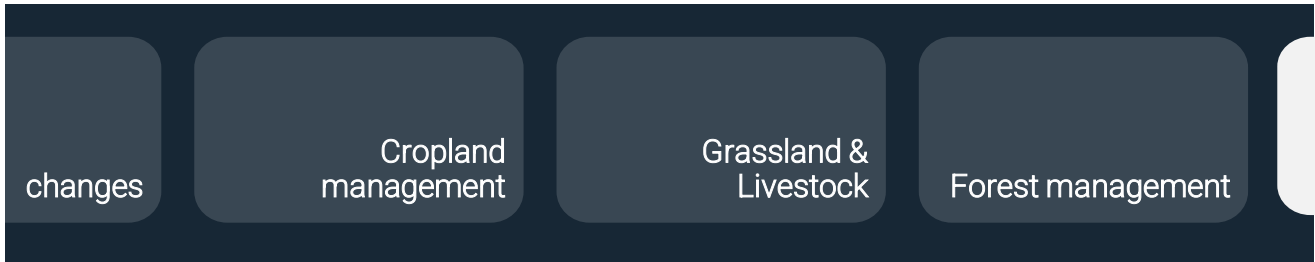 changes
Cropland
management
Grassland &
Livestock
Forest management